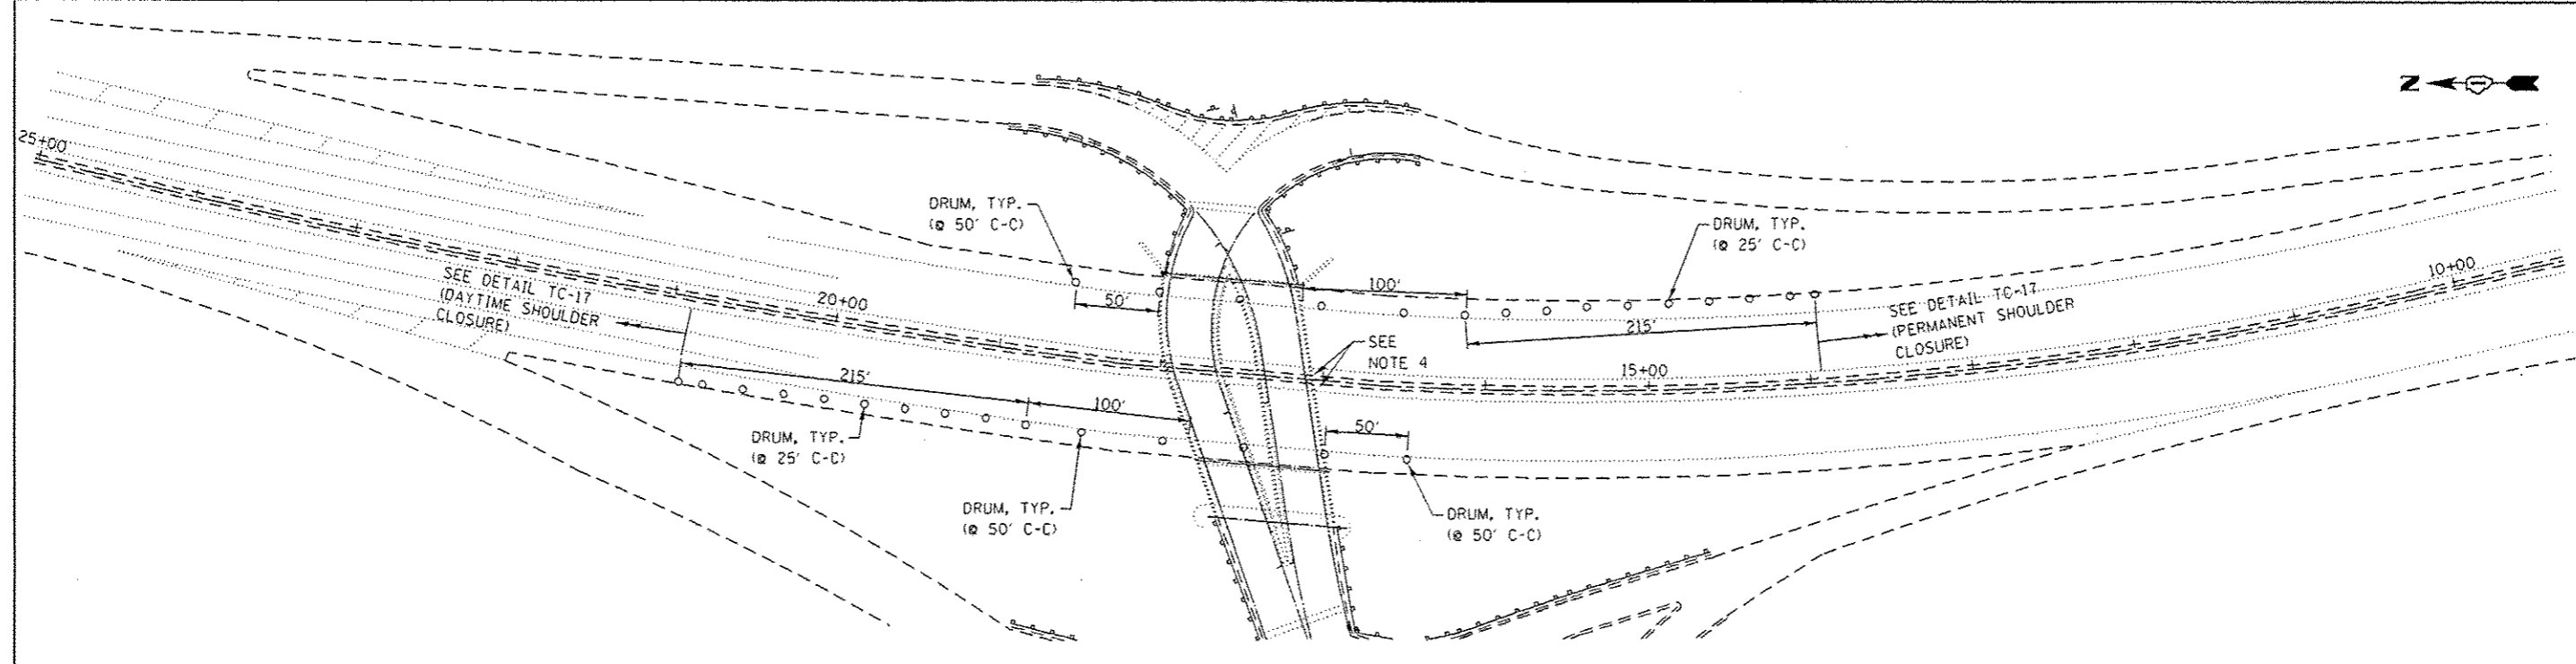 N
25+00
DRUM, TYP.
(@ 50' C-C)
DRUM, TYP.
(@ 25' C-C)
SEE DETAIL TC-17
(DAYTIME SHOULDER
CLOSURE)
20+00
50'
100'
215'
10+00
SEE DETAIL TC-17
(PERMANENT SHOULDER
CLOSURE)
SEE
NOTE 4
15+00
215'
100'
50'
DRUM, TYP.
(@ 25' C-C)
DRUM, TYP.
(@ 50' C-C)
DRUM, TYP.
(@ 50' C-C)